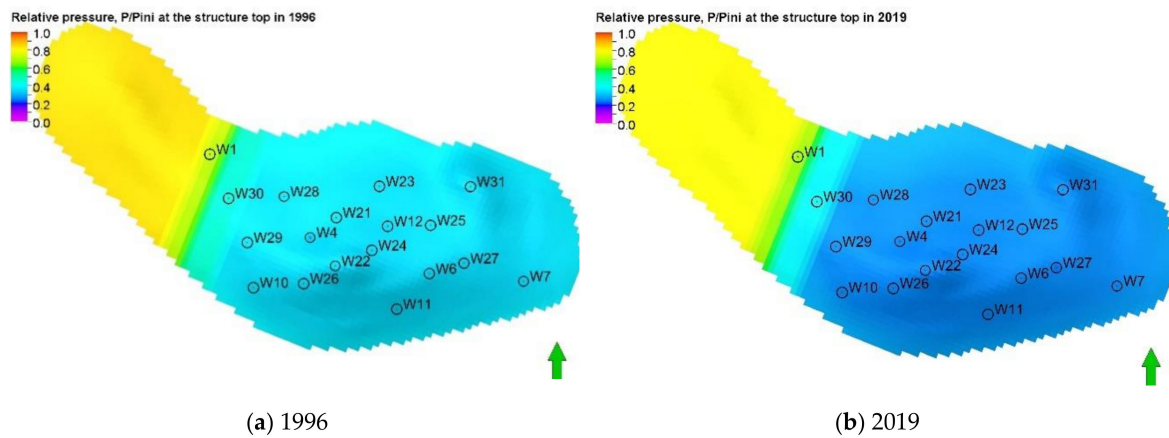 Relative pressure, P/Pini at the structure top in 1996
1.0
0.8
0.6
0.4
0.2
0.0
W1
W30
W28
W23
W31
W21
W12
W25
W29
W4
W24
W22
W27
W6
W10
W26
W7
W11
(a) 1996
Relative pressure, P/Pini at the structure top in 2019
1.0
0.8
0.6
0.4
0.2
0.0
W1
W30
W28
W23
W31
W21
W12
W25
W29
W4
W24
W22
W27
W6
W10
W26
W7
W11
(b) 2019